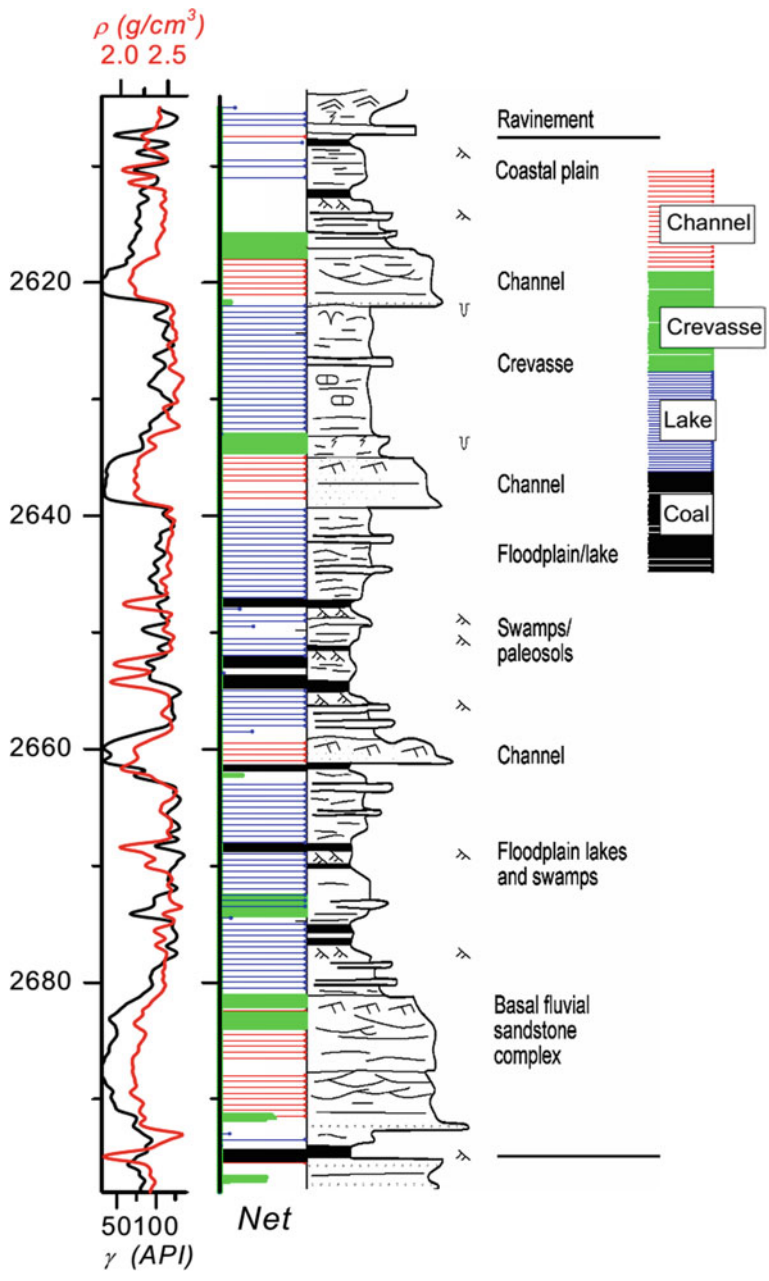 ρ (g/cm³)
2.0 2.5
Ravinement
Coastal plain
Channel
2620
Channel
Crevasse
Crevasse
Lake
Channel
Coal
2640
Floodplain/lake
Swamps/
paleosols
2660
Channel
Floodplain lakes
and swamps
2680
Basal fluvial
sandstone
complex
50100
Net
γ (API)